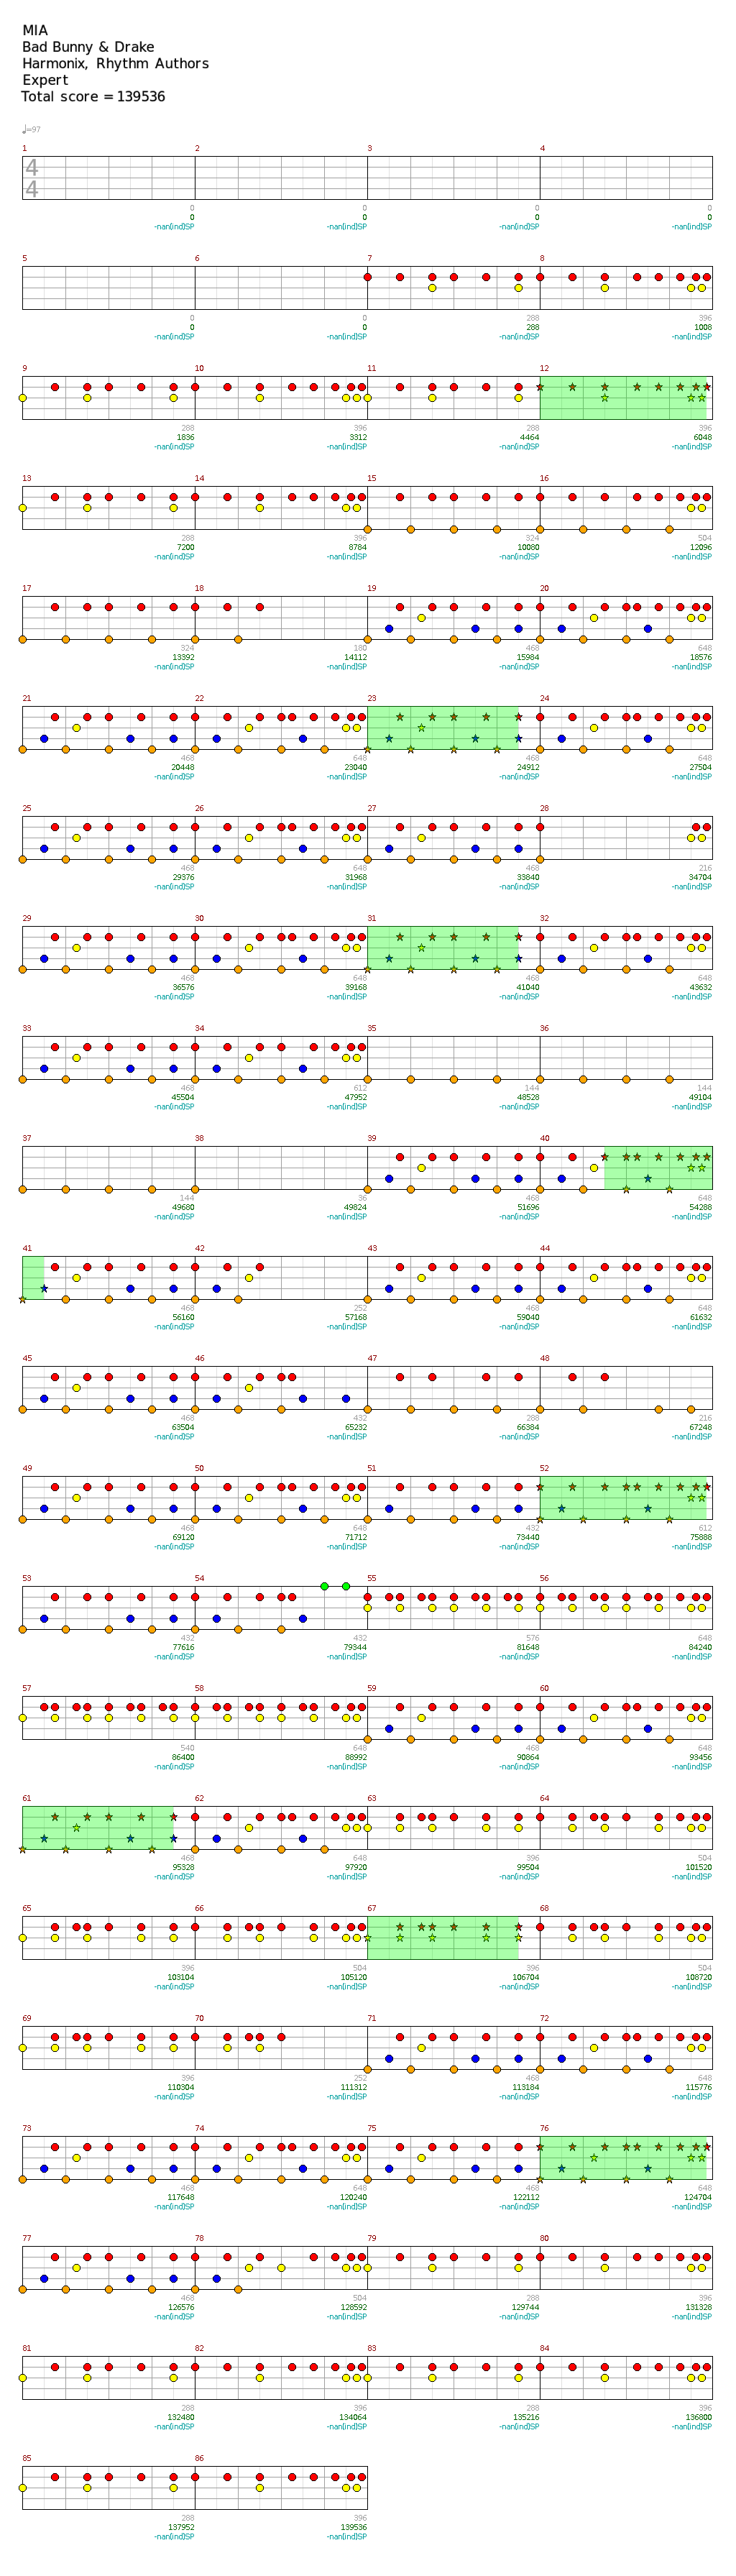 MIA
Bad Bunny & Drake
Harmonix, Rhythm Authors
Expert
Total score = 139536
♩=97
1 2 3 4
4
4
0 0 0 0
0 0 0 0
-nan(ind)SP -nan(ind)SP -nan(ind)SP -nan(ind)SP
5 6 7 8
0 0 288 396
0 0 288 1008
-nan(ind)SP -nan(ind)SP -nan(ind)SP -nan(ind)SP
9 10 11 12
288 396 288 396
1836 3312 4464 6048
-nan(ind)SP -nan(ind)SP -nan(ind)SP -nan(ind)SP
13 14 15 16
288 396 324 504
7200 8784 10080 12096
-nan(ind)SP -nan(ind)SP -nan(ind)SP -nan(ind)SP
17 18 19 20
324 180 468 648
13392 14112 15984 18576
-nan(ind)SP -nan(ind)SP -nan(ind)SP -nan(ind)SP
21 22 23 24
468 648 468 648
20448 23040 24912 27504
-nan(ind)SP -nan(ind)SP -nan(ind)SP -nan(ind)SP
25 26 27 28
468 648 468 216
29376 31968 33840 34704
-nan(ind)SP -nan(ind)SP -nan(ind)SP -nan(ind)SP
29 30 31 32
468 648 468 648
36576 39168 41040 43632
-nan(ind)SP -nan(ind)SP -nan(ind)SP -nan(ind)SP
33 34 35 36
468 612 144 144
45504 47952 48528 49104
-nan(ind)SP -nan(ind)SP -nan(ind)SP -nan(ind)SP
37 38 39 40
144 36 468 648
49680 49824 51696 54288
-nan(ind)SP -nan(ind)SP -nan(ind)SP -nan(ind)SP
41 42 43 44
468 252 468 648
56160 57168 59040 61632
-nan(ind)SP -nan(ind)SP -nan(ind)SP -nan(ind)SP
45 46 47 48
468 432 288 216
63504 65232 66384 67248
-nan(ind)SP -nan(ind)SP -nan(ind)SP -nan(ind)SP
49 50 51 52
468 648 432 612
69120 71712 73440 75888
-nan(ind)SP -nan(ind)SP -nan(ind)SP -nan(ind)SP
53 54 55 56
432 432 576 648
77616 79344 81648 84240
-nan(ind)SP -nan(ind)SP -nan(ind)SP -nan(ind)SP
57 58 59 60
540 648 468 648
86400 88992 90864 93456
-nan(ind)SP -nan(ind)SP -nan(ind)SP -nan(ind)SP
61 62 63 64
468 648 396 504
95328 97920 99504 101520
-nan(ind)SP -nan(ind)SP -nan(ind)SP -nan(ind)SP
65 66 67 68
396 504 396 504
103104 105120 106704 108720
-nan(ind)SP -nan(ind)SP -nan(ind)SP -nan(ind)SP
69 70 71 72
396 252 468 648
110304 111312 113184 115776
-nan(ind)SP -nan(ind)SP -nan(ind)SP -nan(ind)SP
73 74 75 76
468 648 468 648
117648 120240 122112 124704
-nan(ind)SP -nan(ind)SP -nan(ind)SP -nan(ind)SP
77 78 79 80
468 504 288 396
126576 128592 129744 131328
-nan(ind)SP -nan(ind)SP -nan(ind)SP -nan(ind)SP
81 82 83 84
288 396 288 396
132480 134064 135216 136800
-nan(ind)SP -nan(ind)SP -nan(ind)SP -nan(ind)SP
85 86
288 396
137952 139536
-nan(ind)SP -nan(ind)SP